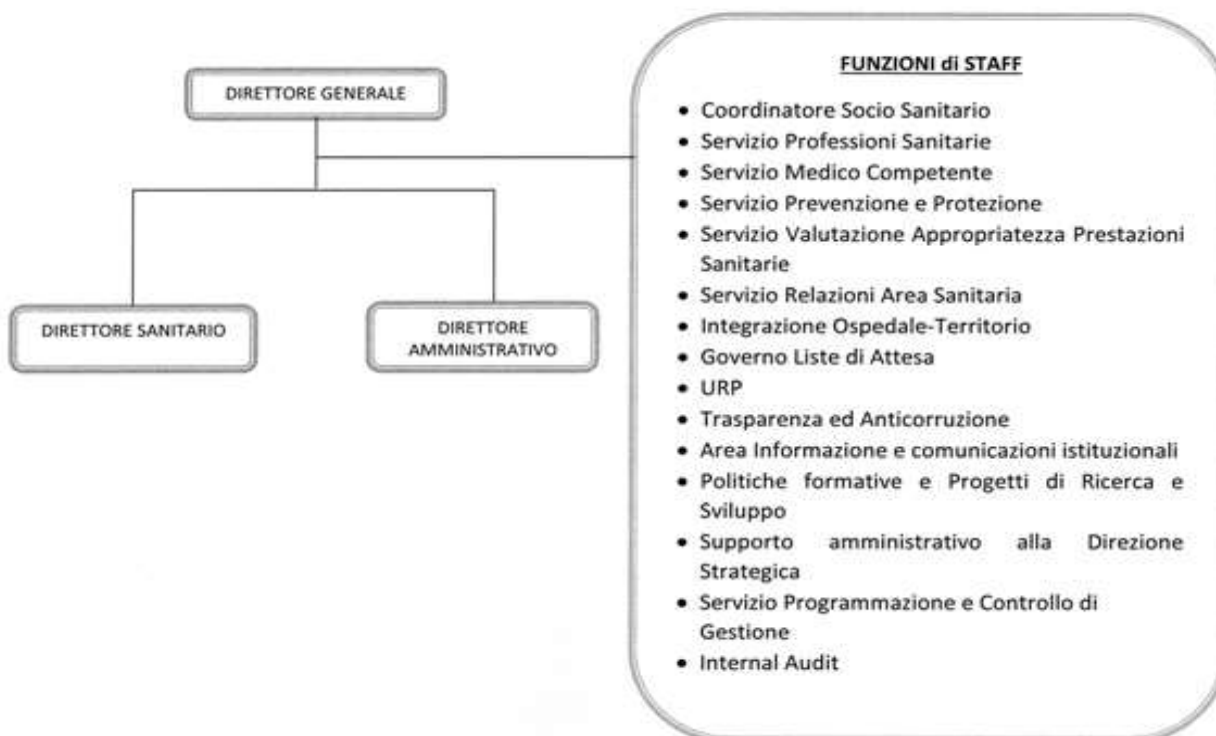 DIRETTORE GENERALE
DIRETTORE SANITARIO
DIRETTORE
AMMINISTRATIVO
FUNZIONI di STAFF
• Coordinatore Socio Sanitario
• Servizio Professioni Sanitarie
• Servizio Medico Competente
• Servizio Prevenzione e Protezione
• Servizio Valutazione Appropriatezza Prestazioni
Sanitarie
• Servizio Relazioni Area Sanitaria
• Integrazione Ospedale-Territorio
• Governo Liste di Attesa
• URP
• Trasparenza ed Anticorruzione
• Area Informazione e comunicazioni istituzionali
• Politiche formative e Progetti di Ricerca e
Sviluppo
• Supporto amministrativo alla Direzione
Strategica
• Servizio Programmazione e Controllo di
Gestione
• Internal Audit